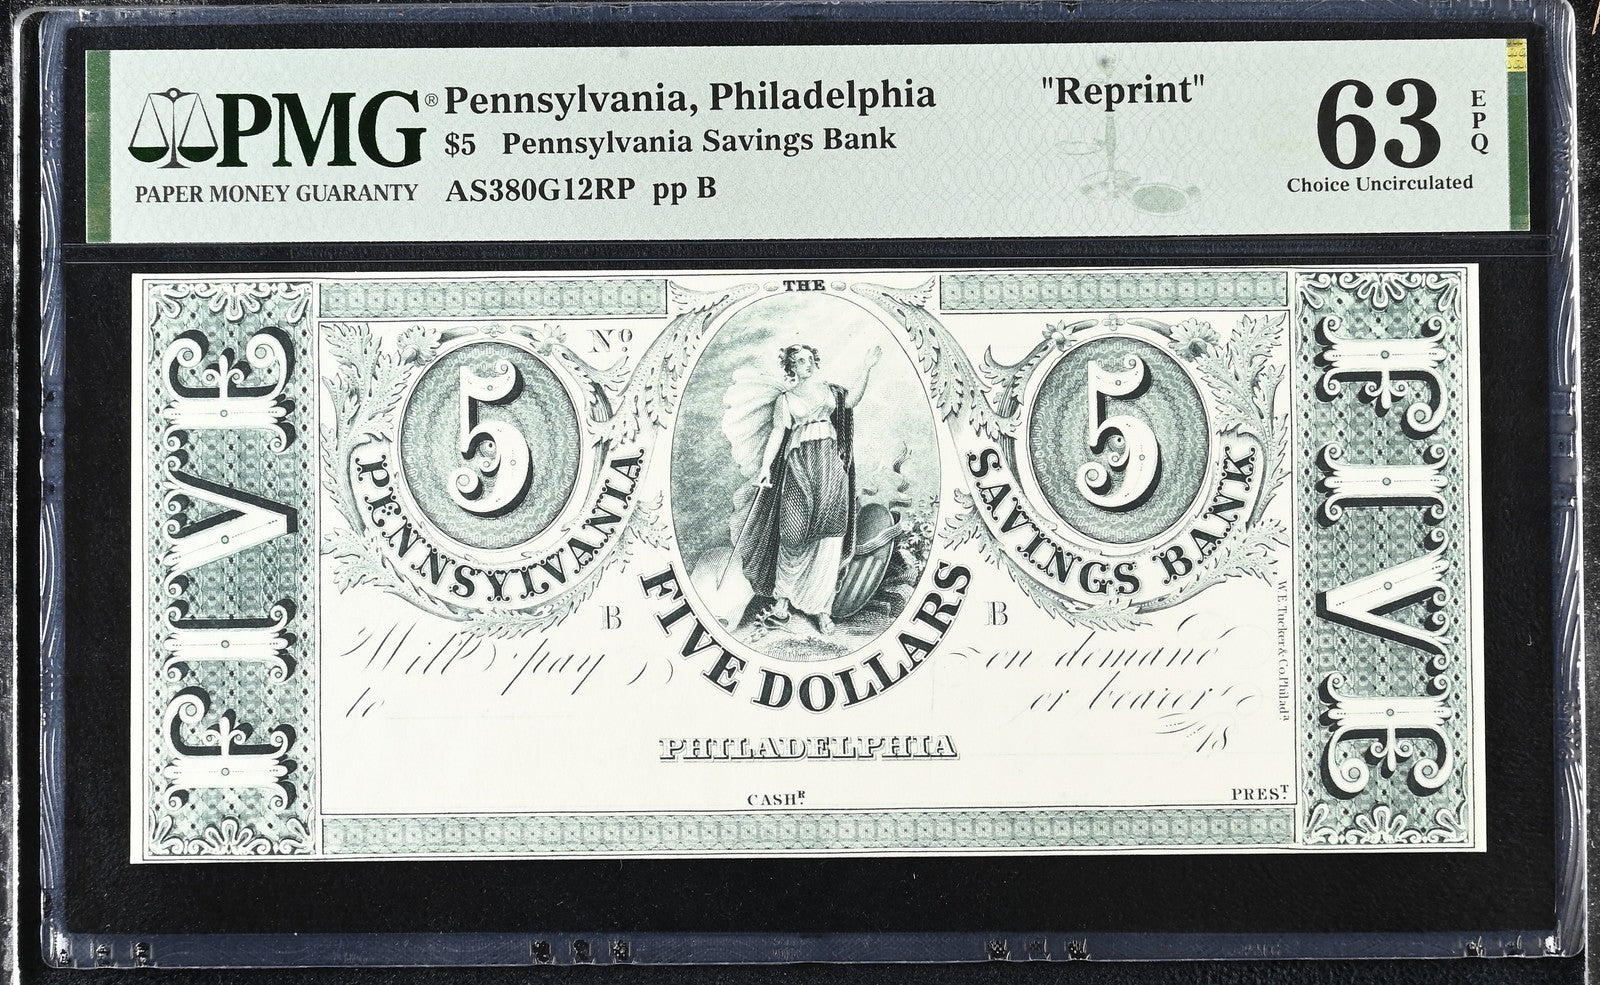 PMG® Pennsylvania, Philadelphia "Reprint" 63 EPQ
$5 Pennsylvania Savings Bank
Choice Uncirculated
PAPER MONEY GUARANTY AS380G12RP pp B
THE
Nº
FIVE
5
5
FIVE
PENNSYLVANIA
SAVINGS BANK
B
B
FIVE DOLLARS
Will pay
on demand
to
or bearer
W.E. Tucker & Co. Philadª
PHILADELPHIA
18
CASHR.
PREST.